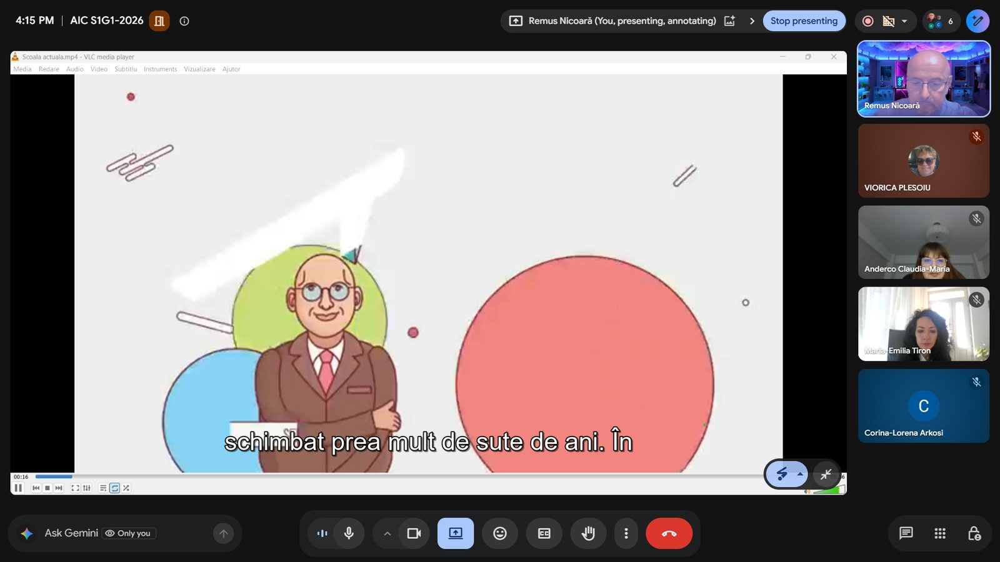 4:15 PM | AIC S1G1-2026
Remus Nicoară (You, presenting, annotating)
Stop presenting
6
Scoala actuala.mp4 - VLC media player
Media Redare Audio Video Subtitlu Instruments Vizualizare Ajutor
schimbat prea mult de sute de ani. În
00:16
Remus Nicoară
VIORICA PLESOIU
Anderco Claudia-Maria
Maria-Emilia Tiron
C
Corina-Lorena Arkosi
Ask Gemini
Only you